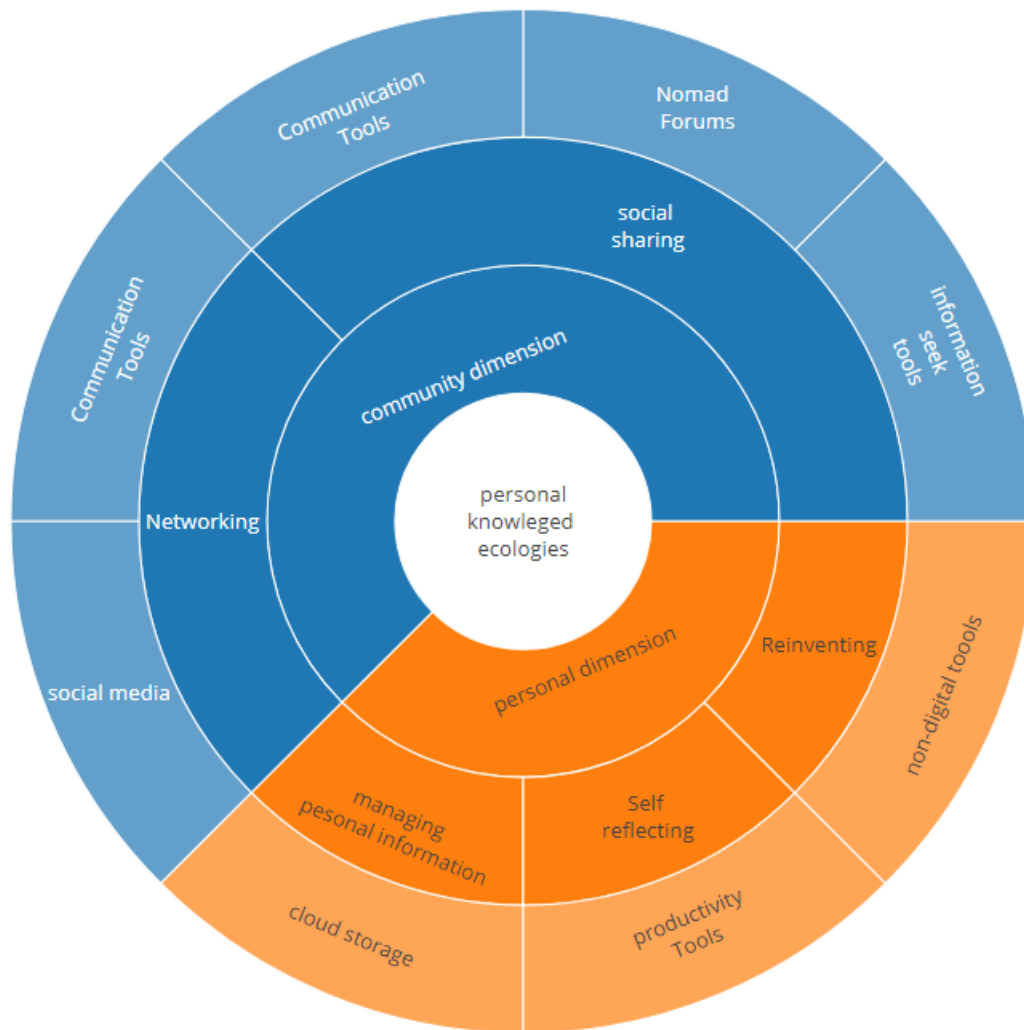 personal
knowleged
ecologies
community dimension
personal dimension
social
sharing
Networking
Reinventing
Self
reflecting
managing
pesonal information
Communication
Tools
Nomad
Forums
information
seek
tools
Communication
Tools
social media
cloud storage
productivity
Tools
non-digital toools